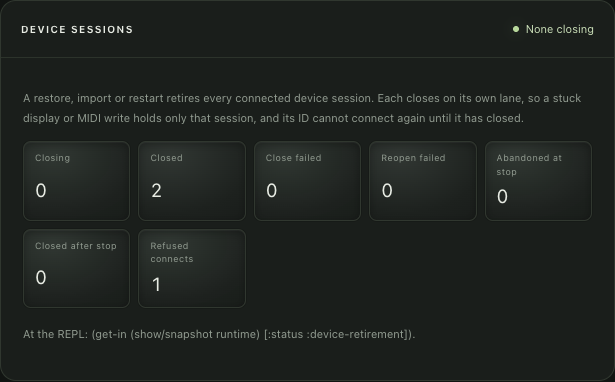 DEVICE SESSIONS
None closing
A restore, import or restart retires every connected device session. Each closes on its own lane, so a stuck
display or MIDI write holds only that session, and its ID cannot connect again until it has closed.
Closing
0
Closed
2
Close failed
0
Reopen failed
0
Abandoned at
stop
0
Closed after stop
0
Refused
connects
1
At the REPL: (get-in (show/snapshot runtime) [:status :device-retirement]).